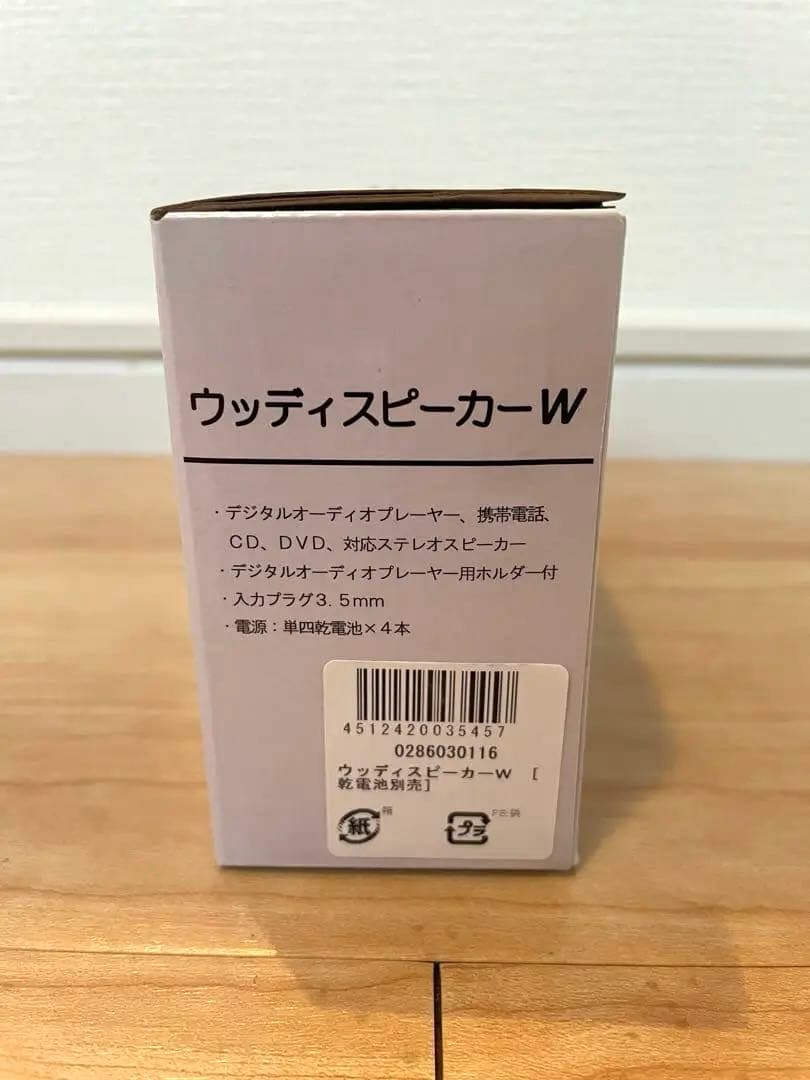 ウッディスピーカーW
・デジタルオーディオプレーヤー、携帯電話、
CD、DVD、対応ステレオスピーカー
・デジタルオーディオプレーヤー用ホルダー付
・入力プラグ3.5mm
・電源:単四乾電池×4本
4512420035457
0286030116
ウッディスピーカーW [
乾電池別売]
紙 箱
プラ PE:袋